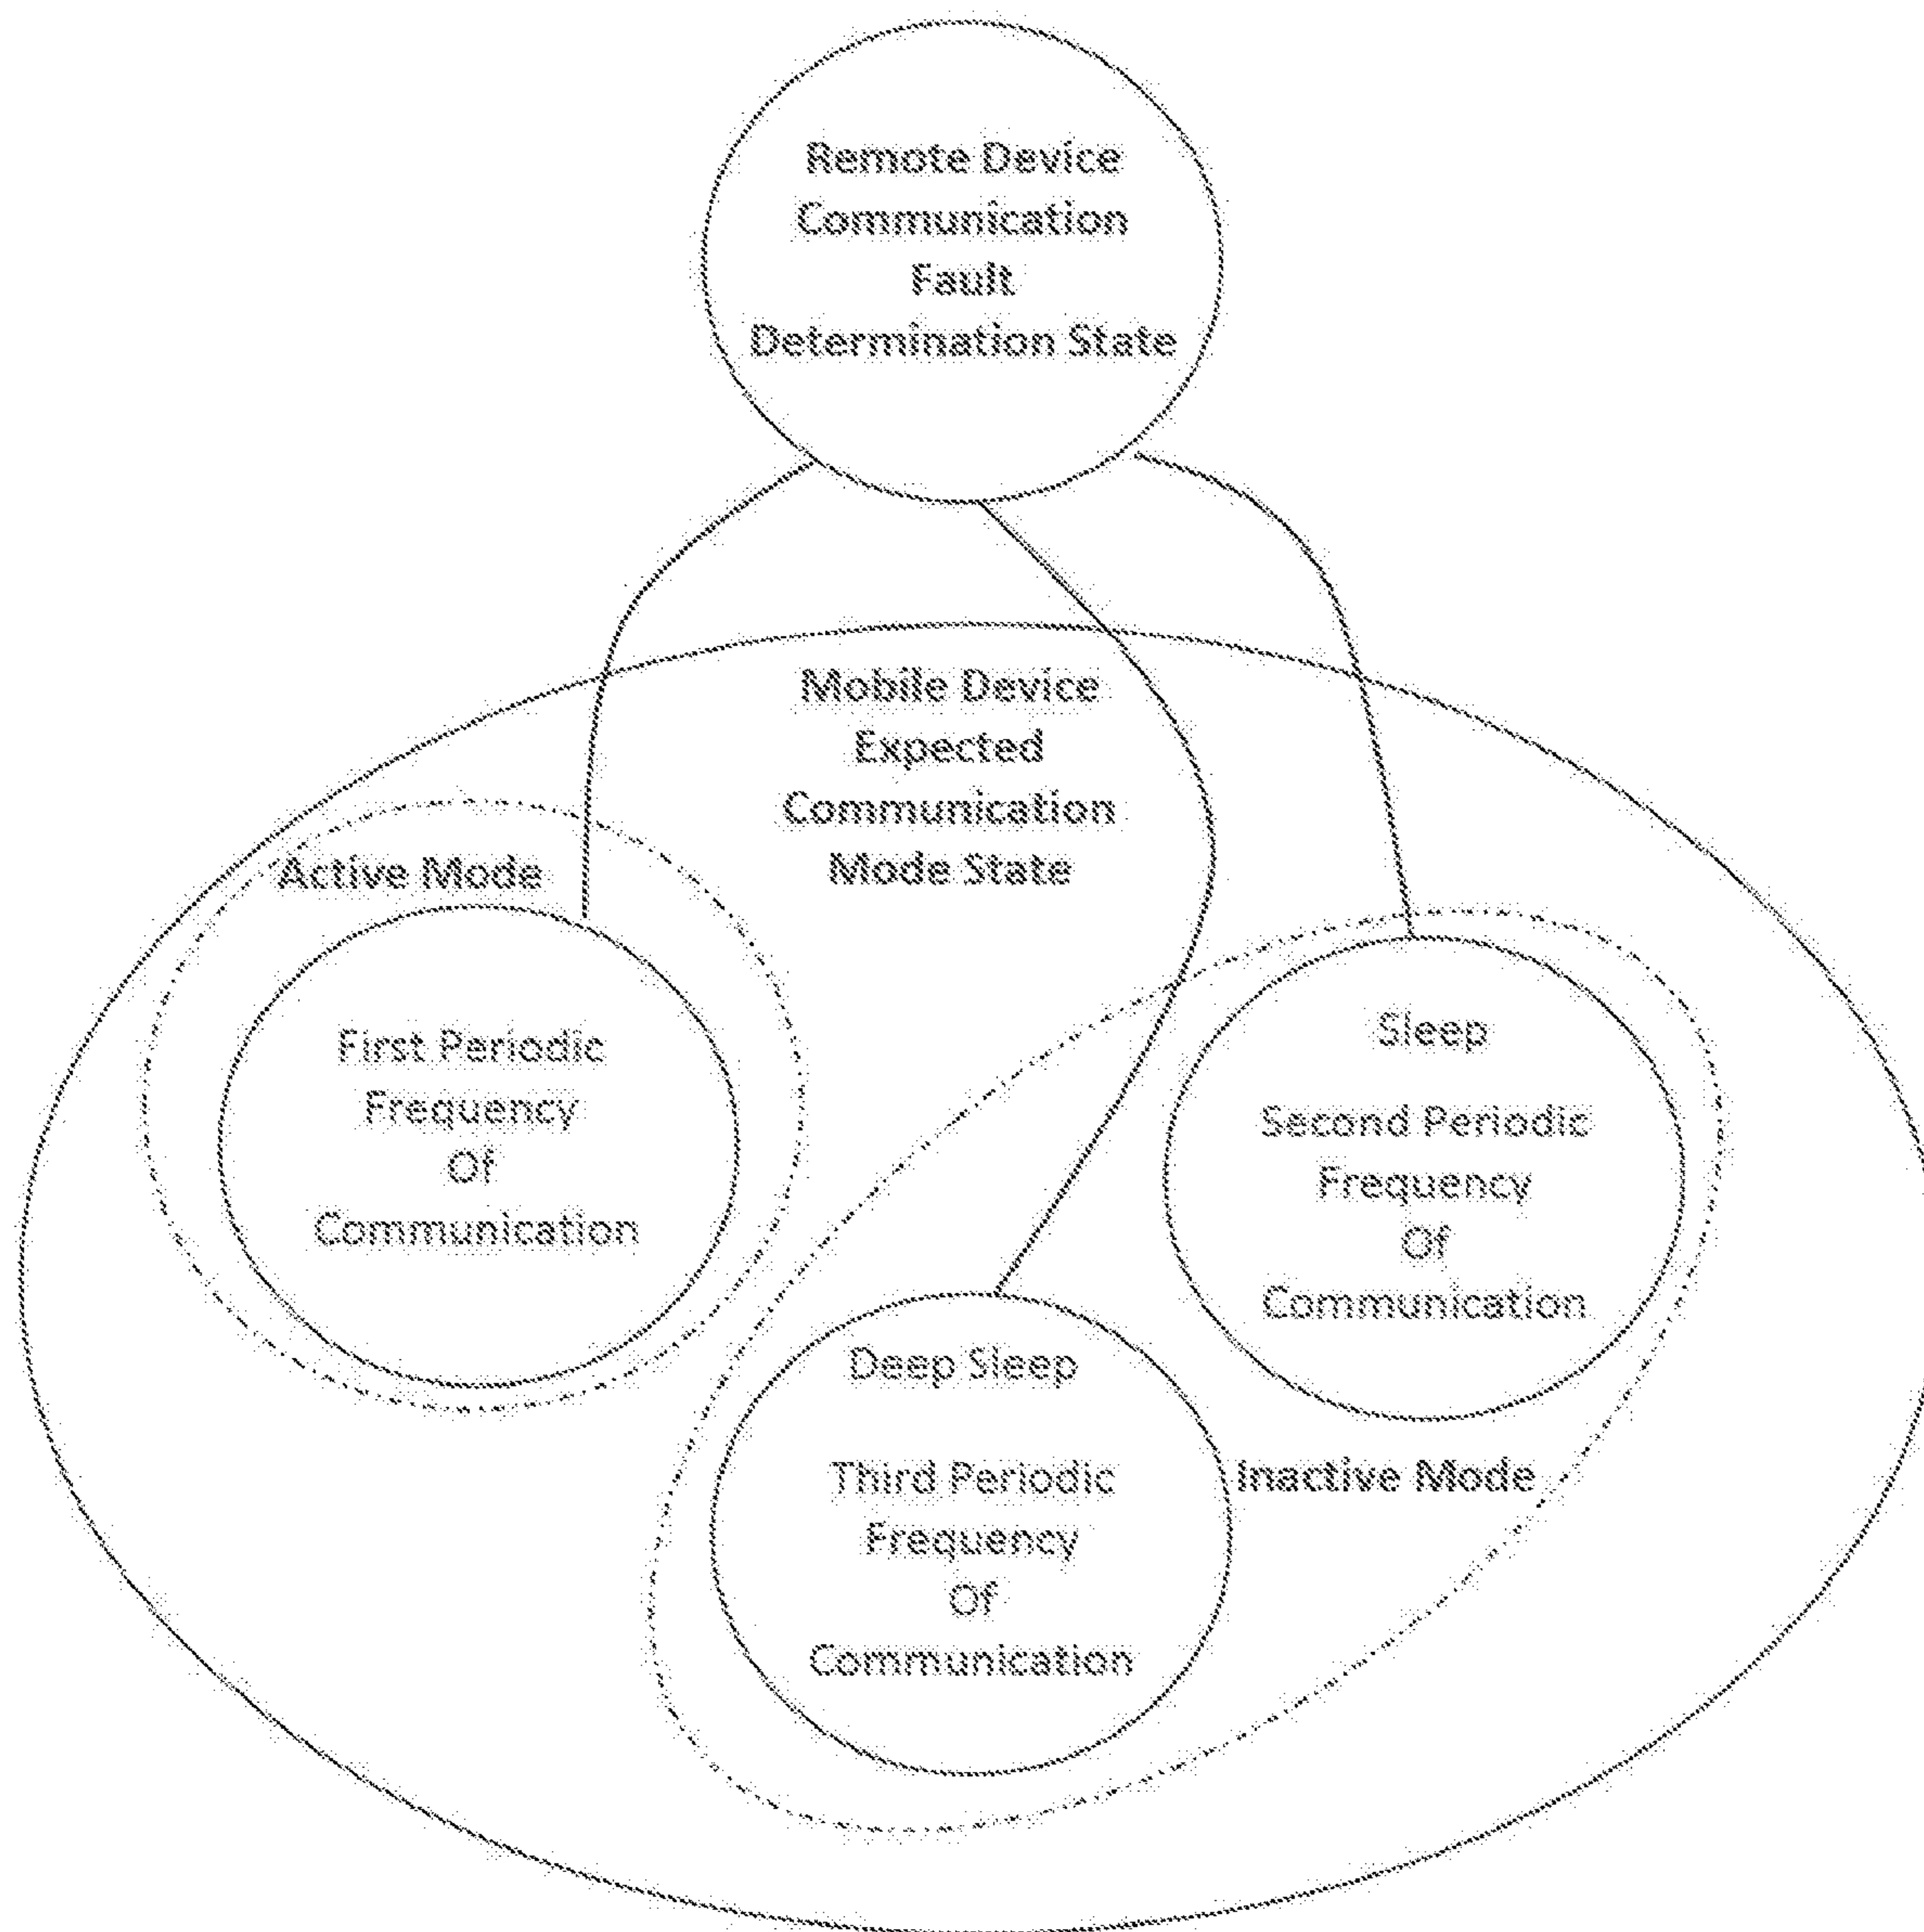 Remote Device
Communication
Fault
Determination State
Mobile Device
Expected
Communication
Mode State
Active Mode
First Periodic
Frequency
Of
Communication
Sleep
Second Periodic
Frequency
Of
Communication
Deep Sleep
Third Periodic
Frequency
Of
Communication
Inactive Mode